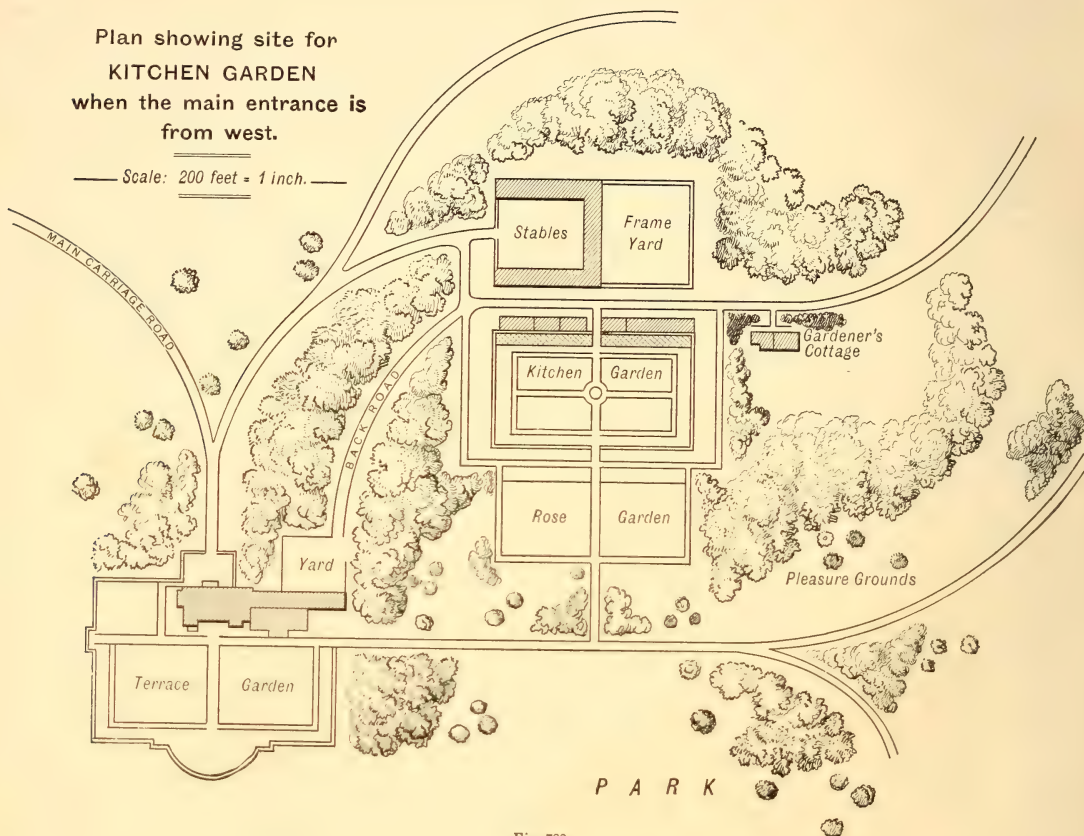 Plan showing site for
KITCHEN GARDEN
when the main entrance is
from west.
Scale: 200 feet = 1 inch.
MAIN CARRIAGE ROAD
Stables
Frame
Yard
Gardener's
Cottage
Kitchen Garden
BACK ROAD
Rose Garden
Yard
Pleasure Grounds
Terrace Garden
PARK